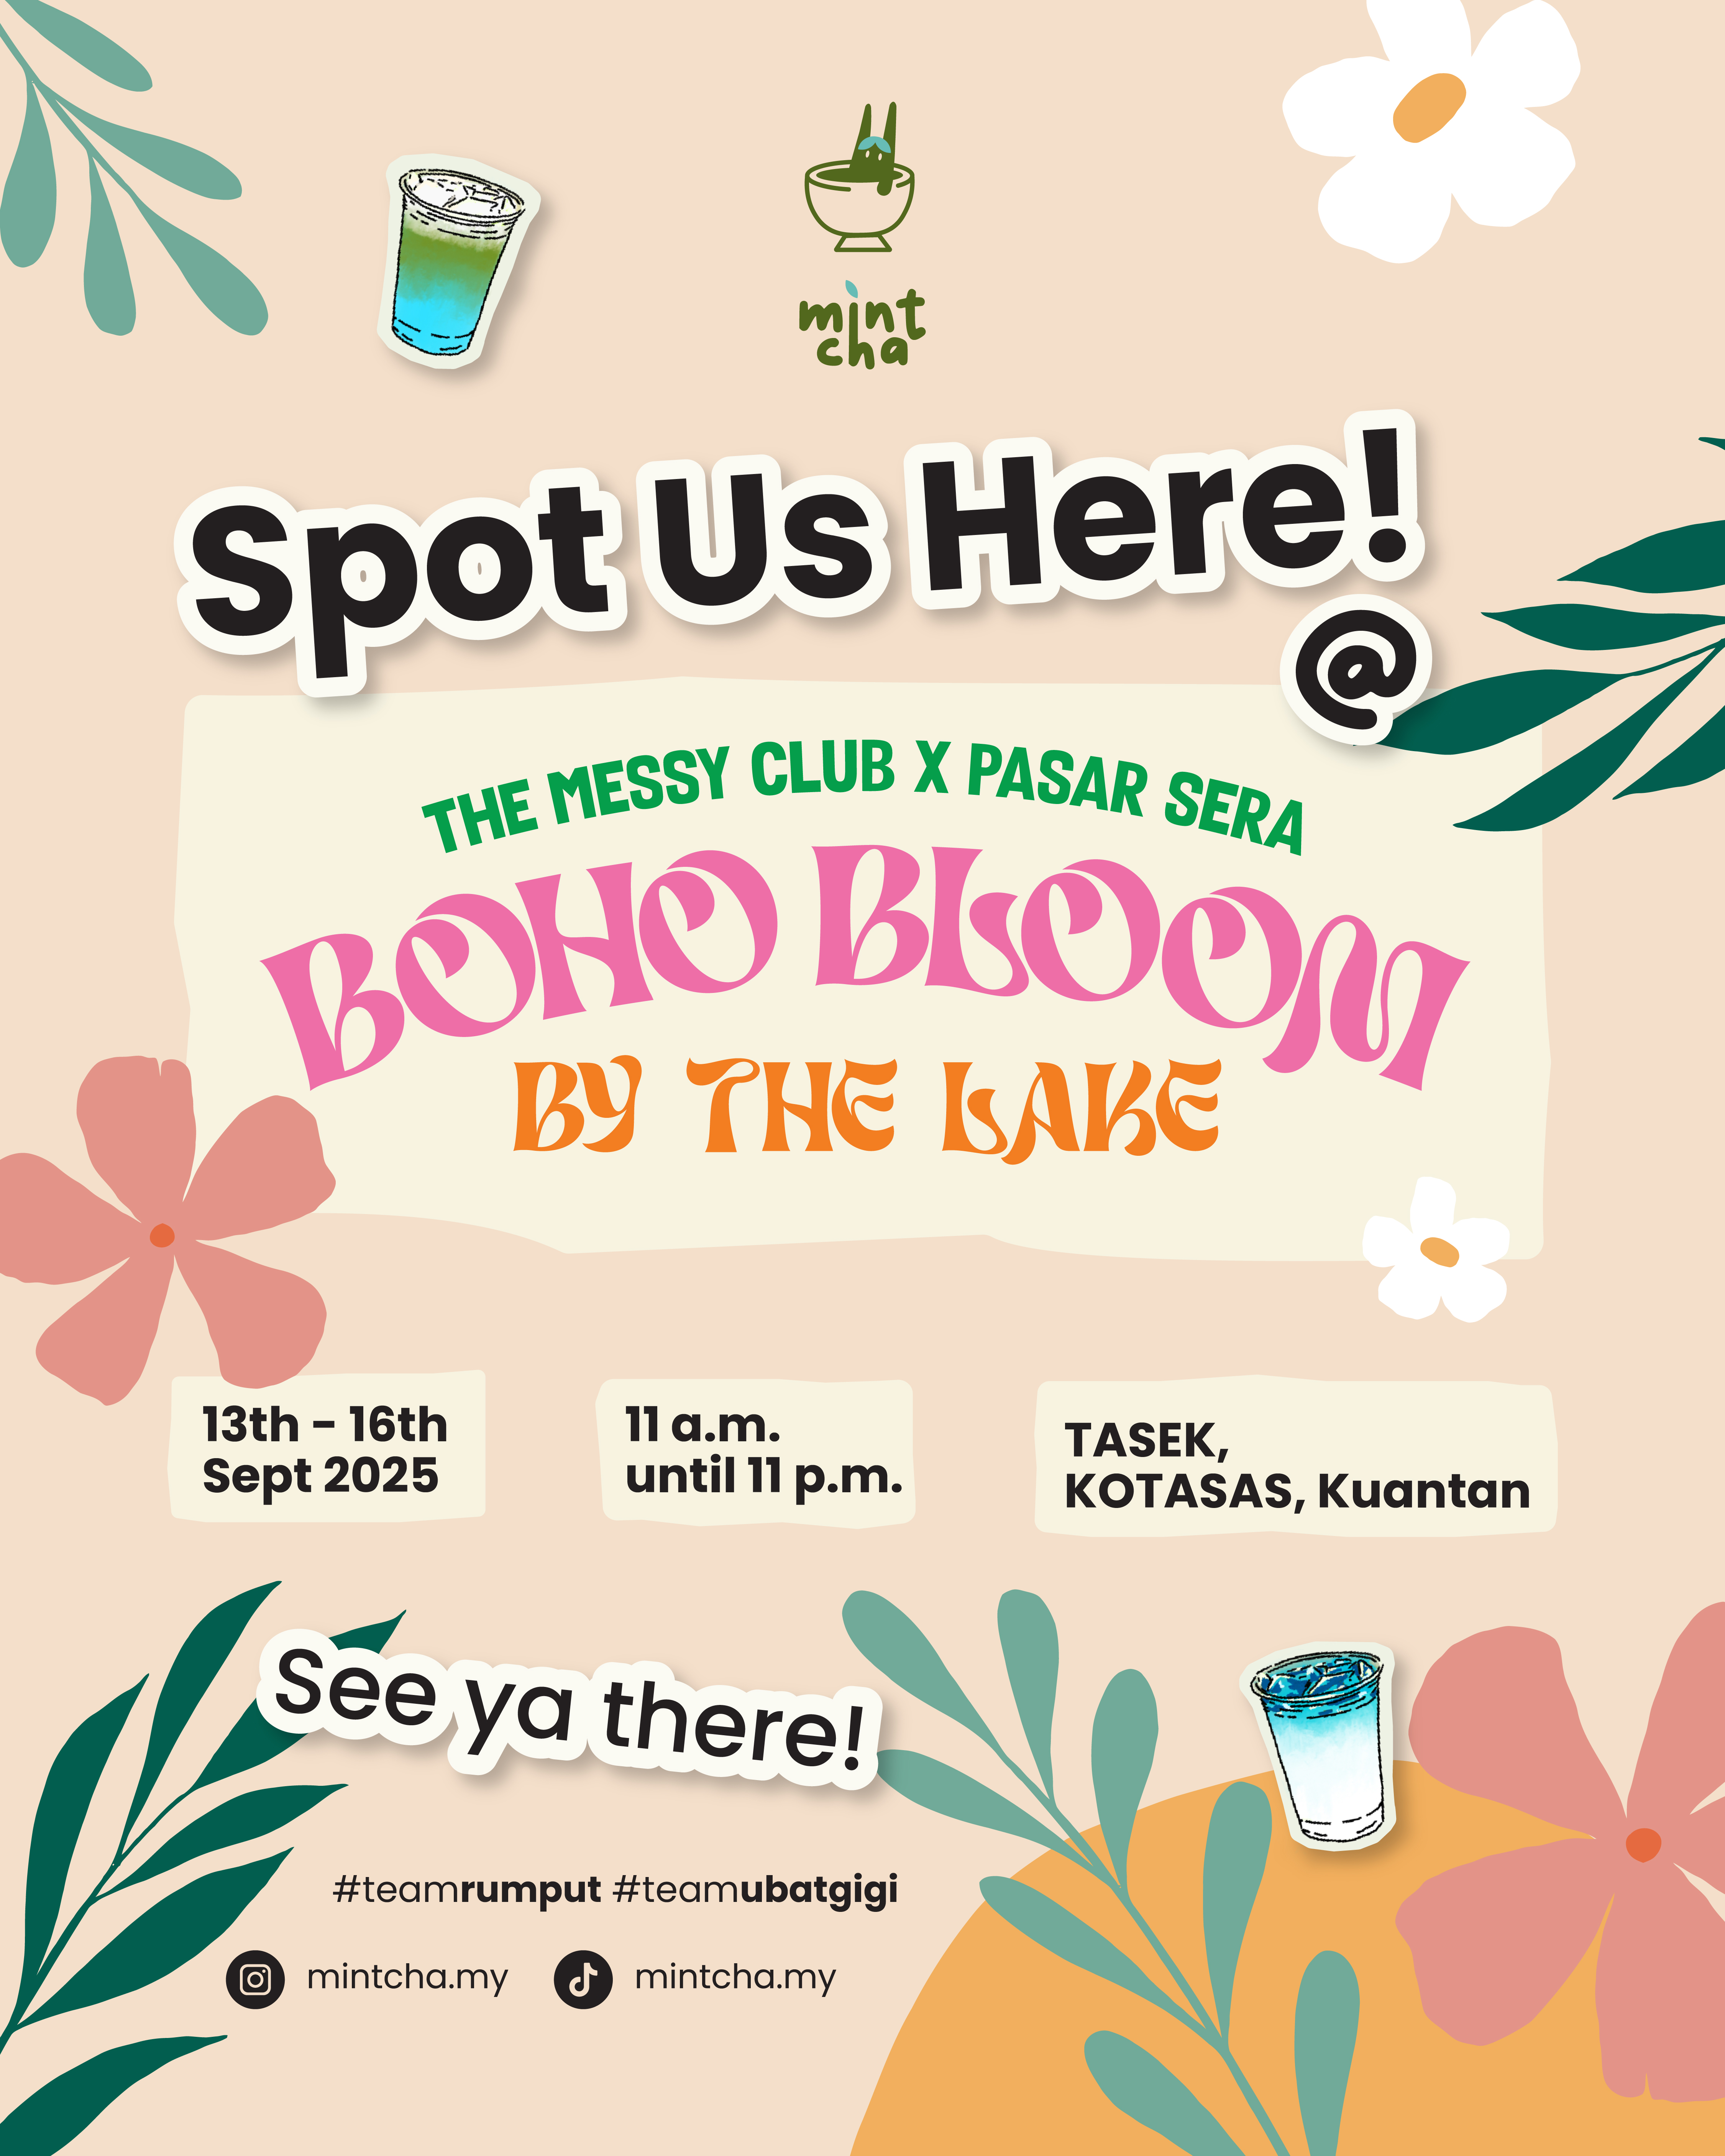 mint
cha
Spot Us Here!
@
THE MESSY CLUB X PASAR SERA
BOHO BLOOM
BY THE LAKE
13th – 16th
Sept 2025
11 a.m.
until 11 p.m.
TASEK,
KOTASAS, Kuantan
See ya there!
#teamrumput #teamubatgigi
mintcha.my mintcha.my